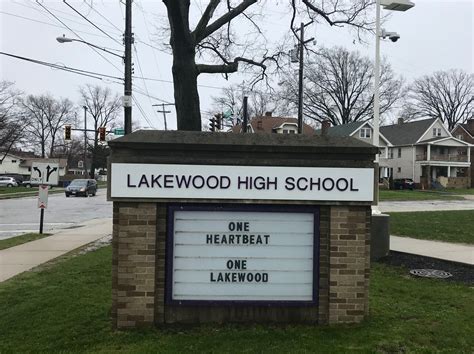 LAKEWOOD HIGH SCHOOL
ONE
HEARTBEAT
ONE
LAKEWOOD